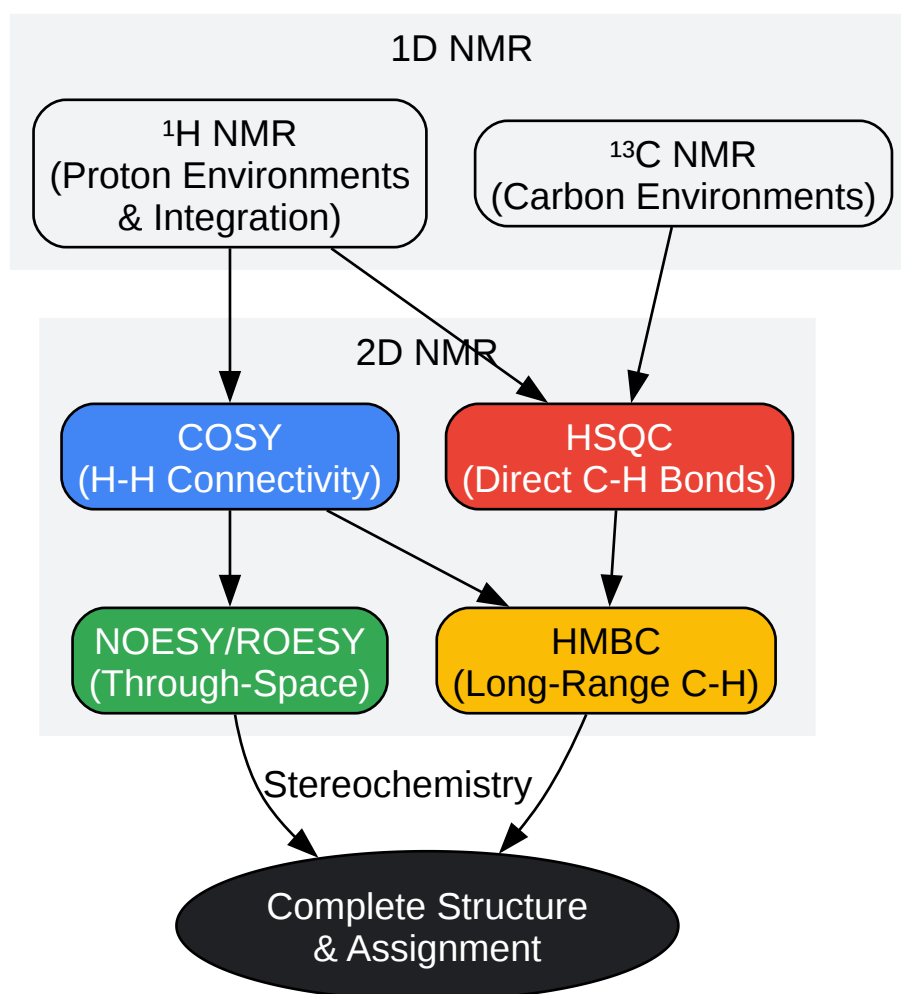 1D NMR
¹H NMR
(Proton Environments
& Integration)
¹³C NMR
(Carbon Environments)
2D NMR
COSY
(H-H Connectivity)
HSQC
(Direct C-H Bonds)
NOESY/ROESY
(Through-Space)
HMBC
(Long-Range C-H)
Stereochemistry
Complete Structure
& Assignment